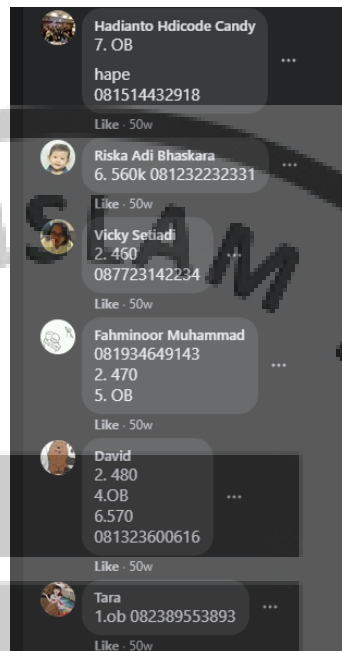 Hadianto Hdicode Candy
7. OB
hape
081514432918
Like · 50w
Riska Adi Bhaskara
6. 560k 081232232331
Like · 50w
Vicky Setiadi
2. 460
087723142234
Like · 50w
Fahminoor Muhammad
081934649143
2. 470
5. OB
Like · 50w
David
2. 480
4.OB
6.570
081323600616
Like · 50w
Tara
1.ob 082389553893
Like · 50w